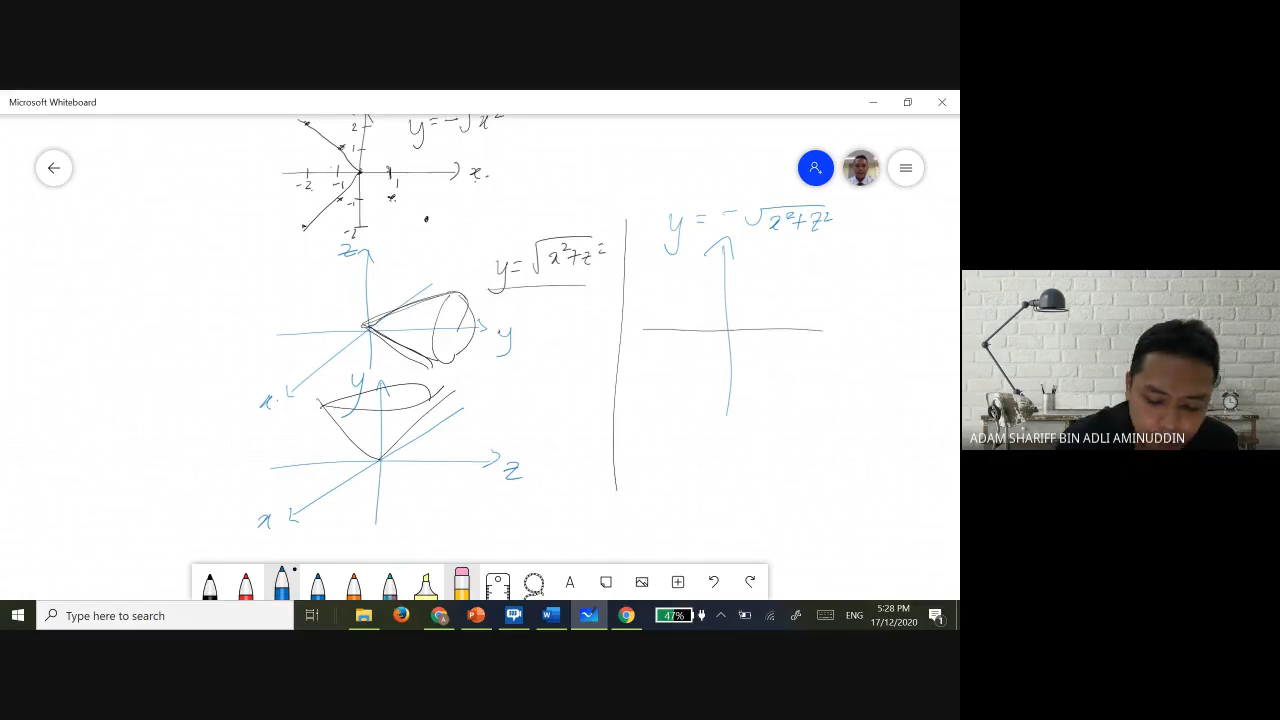 Microsoft Whiteboard
2
y = -√x²
1
-2
-1
1
x
-1
-2
z
y = √x²+z²
y
x
y
z
x
y = -√x²+z²
ADAM SHARIFF BIN ADLI AMINUDDIN
A
Type here to search
47%
ENG
5:28 PM
17/12/2020
1